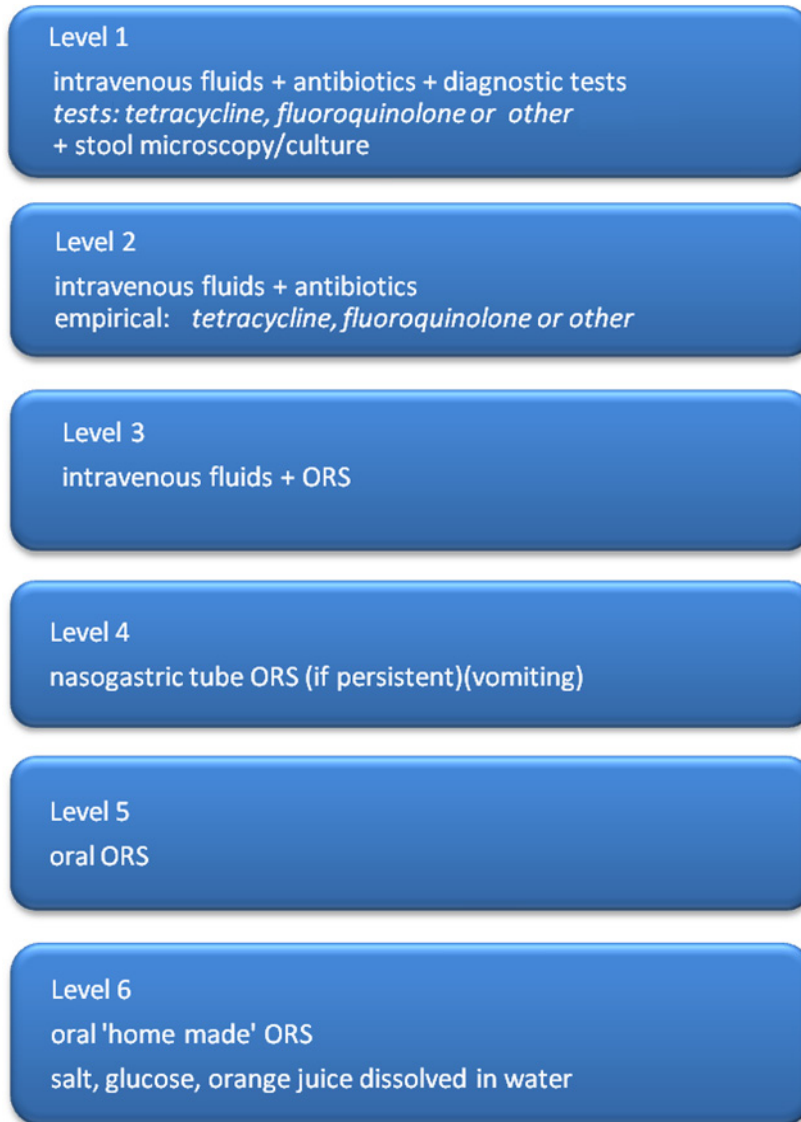 Level 1
intravenous fluids + antibiotics + diagnostic tests
tests: tetracycline, fluoroquinolone or other
+ stool microscopy/culture
Level 2
intravenous fluids + antibiotics
empirical: tetracycline, fluoroquinolone or other
Level 3
intravenous fluids + ORS
Level 4
nasogastric tube ORS (if persistent)(vomiting)
Level 5
oral ORS
Level 6
oral 'home made' ORS
salt, glucose, orange juice dissolved in water